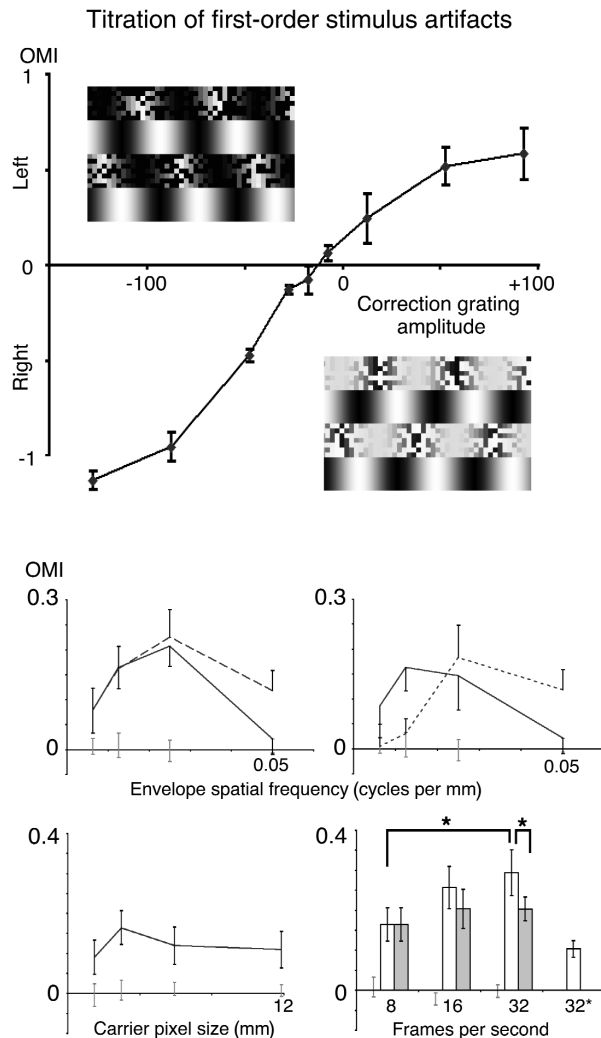 Titration of first-order stimulus artifacts
OMI
1
Left
0
-100
0
+100
Correction grating
amplitude
Right
-1
OMI
0.3
0.3
0
0
0.05
0.05
Envelope spatial frequency (cycles per mm)
0.4
0.4
* *
0
0
12
8 16 32 32*
Carrier pixel size (mm)
Frames per second